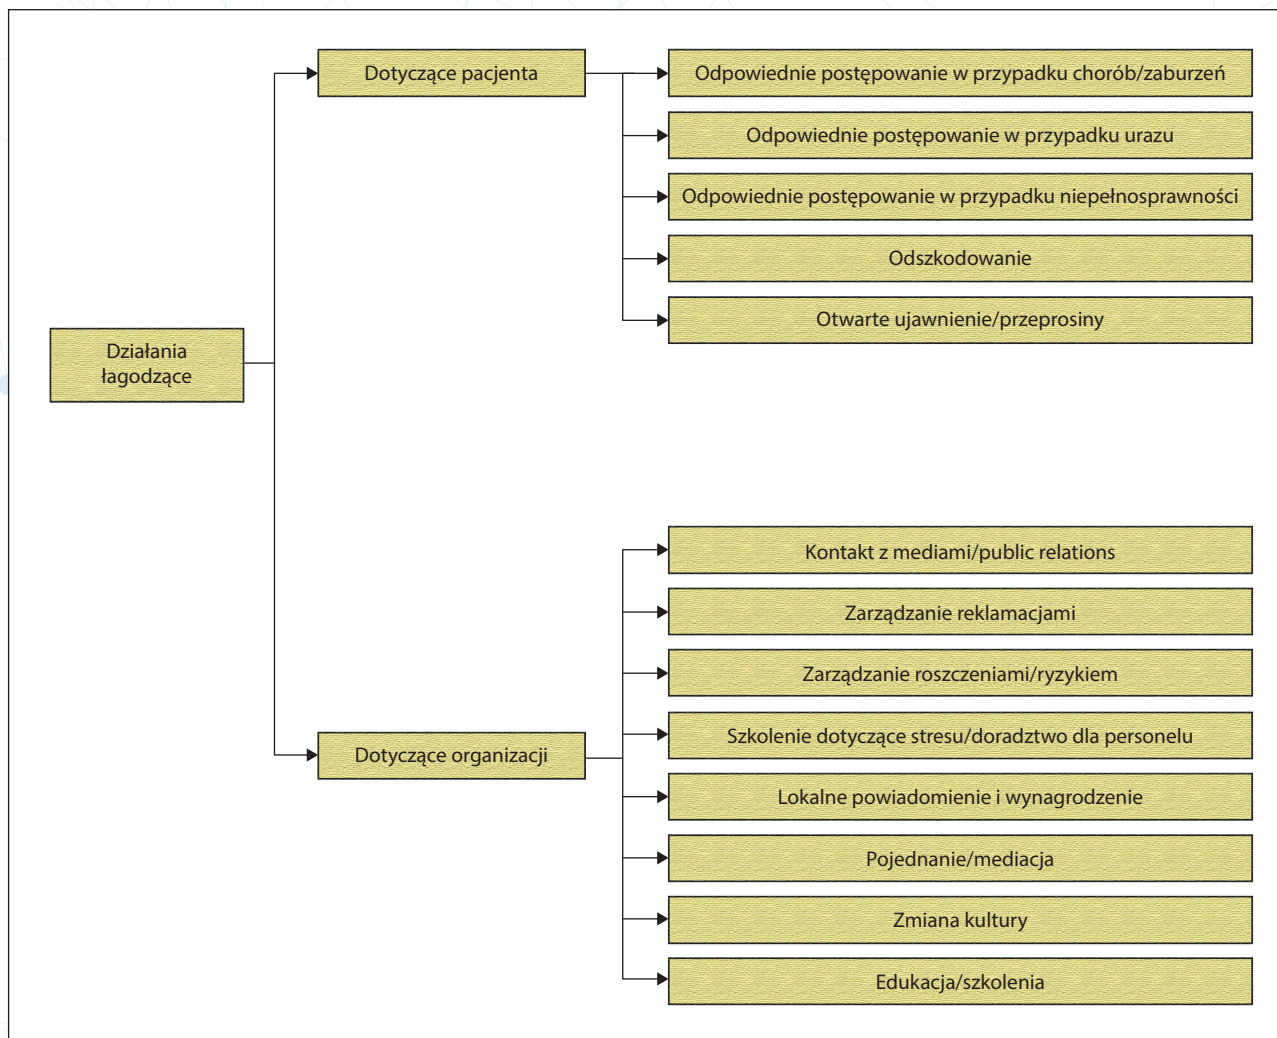 Działania
łagodzące
Dotyczące pacjenta
Odpowiednie postępowanie w przypadku chorób/zaburzeń
Odpowiednie postępowanie w przypadku urazu
Odpowiednie postępowanie w przypadku niepełnosprawności
Odszkodowanie
Otwarte ujawnienie/przeprosiny
Dotyczące organizacji
Kontakt z mediami/public relations
Zarządzanie reklamacjami
Zarządzanie roszczeniami/ryzykiem
Szkolenie dotyczące stresu/doradztwo dla personelu
Lokalne powiadomienie i wynagrodzenie
Pojednanie/mediacja
Zmiana kultury
Edukacja/szkolenia